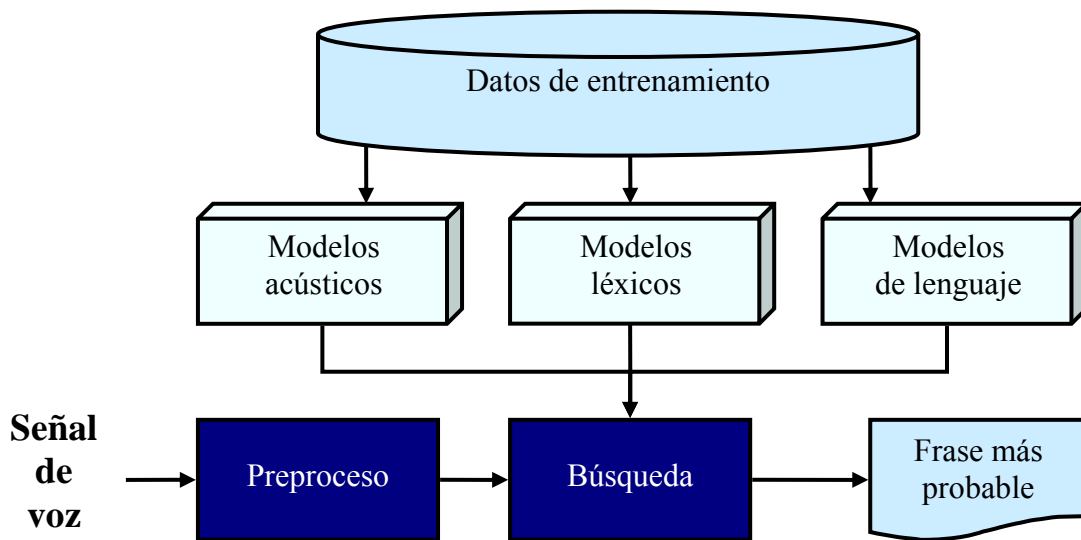 Datos de entrenamiento
Modelos
acústicos
Modelos
léxicos
Modelos
de lenguaje
Señal
de
voz
Preproceso
Búsqueda
Frase más
probable